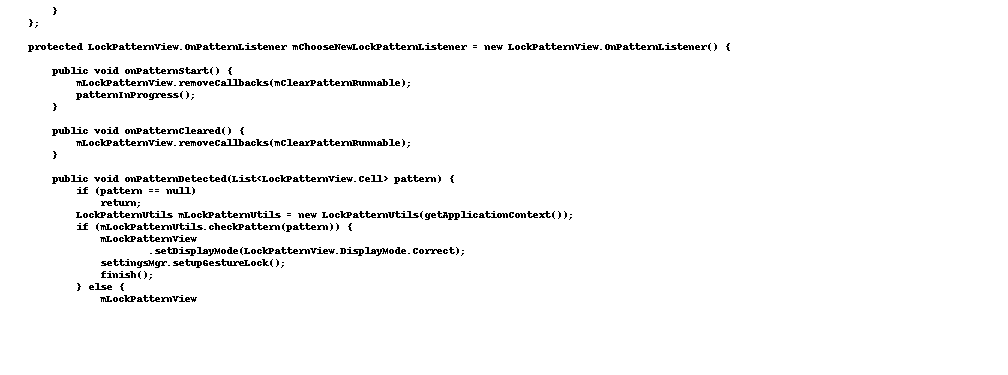 }
    };

    protected LockPatternView.OnPatternListener mChooseNewLockPatternListener = new LockPatternView.OnPatternListener() {

        public void onPatternStart() {
            mLockPatternView.removeCallbacks(mClearPatternRunnable);
            patternInProgress();
        }

        public void onPatternCleared() {
            mLockPatternView.removeCallbacks(mClearPatternRunnable);
        }

        public void onPatternDetected(List<LockPatternView.Cell> pattern) {
            if (pattern == null)
                return;
            LockPatternUtils mLockPatternUtils = new LockPatternUtils(getApplicationContext());
            if (mLockPatternUtils.checkPattern(pattern)) {
                mLockPatternView
                        .setDisplayMode(LockPatternView.DisplayMode.Correct);
                settingsMgr.setupGestureLock();
                finish();
            } else {
                mLockPatternView